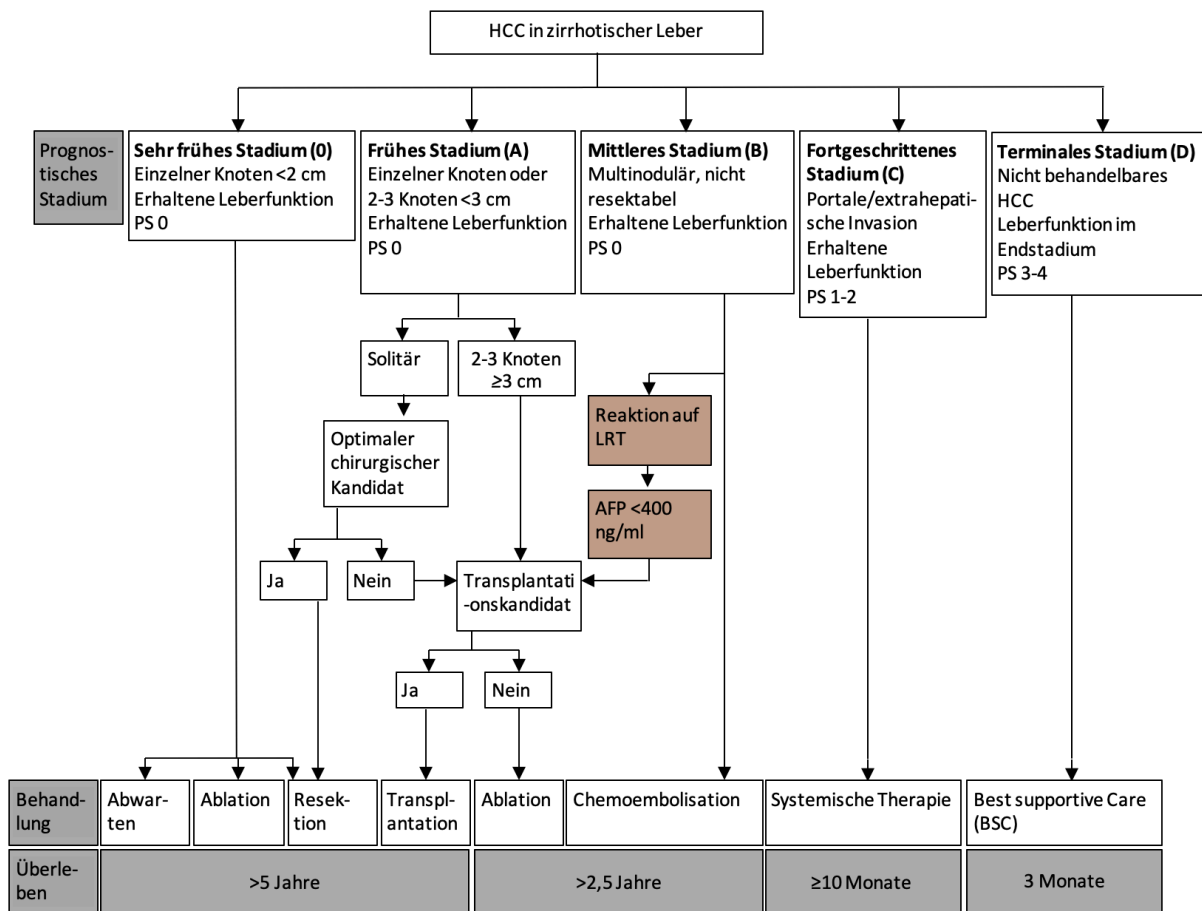 HCC in zirrhotischer Leber
Prognos-
tisches
Stadium
Sehr frühes Stadium (0)
Einzelner Knoten <2 cm
Erhaltene Leberfunktion
PS 0
Frühes Stadium (A)
Einzelner Knoten oder
2-3 Knoten <3 cm
Erhaltene Leberfunktion
PS 0
Mittleres Stadium (B)
Multinodulär, nicht
resektabel
Erhaltene Leberfunktion
PS 0
Fortgeschrittenes
Stadium (C)
Portale/extrahepati-
sche Invasion
Erhaltene
Leberfunktion
PS 1-2
Terminales Stadium (D)
Nicht behandelbares
HCC
Leberfunktion im
Endstadium
PS 3-4
Solitär
2-3 Knoten
≥3 cm
Optimaler
chirurgischer
Kandidat
Reaktion auf
LRT
AFP <400
ng/ml
Ja
Nein
Transplantati
-onskandidat
Ja
Nein
Behand-
lung
Abwar-
ten
Ablation
Resek-
tion
Transpl-
antation
Ablation
Chemoembolisation
Systemische Therapie
Best supportive Care
(BSC)
Überle-
ben
>5 Jahre
>2,5 Jahre
≥10 Monate
3 Monate